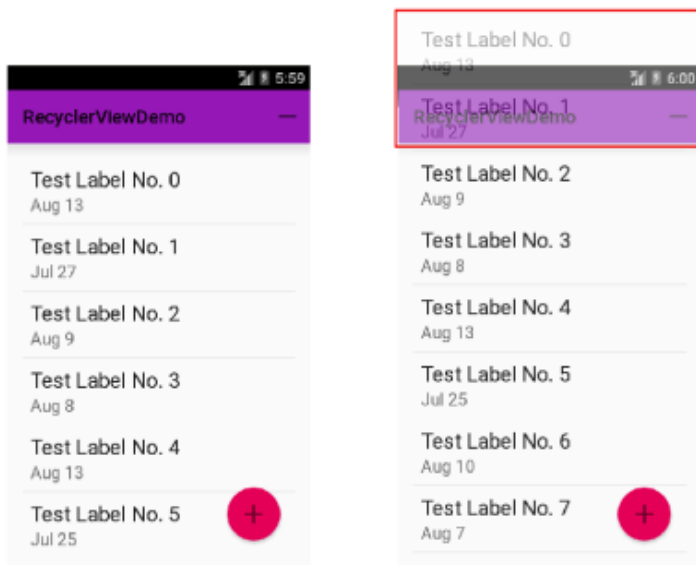 5:59
RecyclerViewDemo
Test Label No. 0
Aug 13
Test Label No. 1
Jul 27
Test Label No. 2
Aug 9
Test Label No. 3
Aug 8
Test Label No. 4
Aug 13
Test Label No. 5
Jul 25
Test Label No. 0
Aug 13
6:00
Test Label No. 1
RecyclerViewDemo
Jul 27
Test Label No. 2
Aug 9
Test Label No. 3
Aug 8
Test Label No. 4
Aug 13
Test Label No. 5
Jul 25
Test Label No. 6
Aug 10
Test Label No. 7
Aug 7